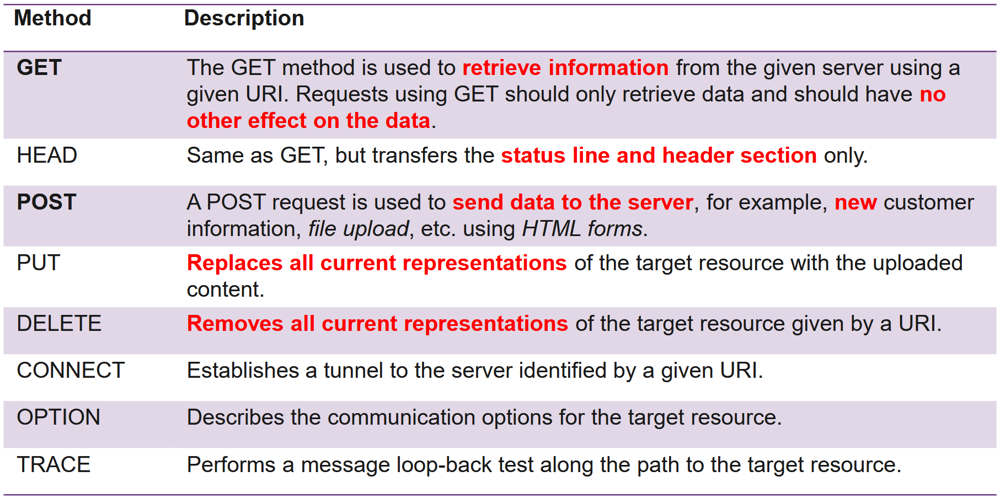 Method Description
GET The GET method is used to retrieve information from the given server using a
given URI. Requests using GET should only retrieve data and should have no
other effect on the data.
HEAD Same as GET, but transfers the status line and header section only.
POST A POST request is used to send data to the server, for example, new customer
information, file upload, etc. using HTML forms.
PUT Replaces all current representations of the target resource with the uploaded
content.
DELETE Removes all current representations of the target resource given by a URI.
CONNECT Establishes a tunnel to the server identified by a given URI.
OPTION Describes the communication options for the target resource.
TRACE Performs a message loop-back test along the path to the target resource.